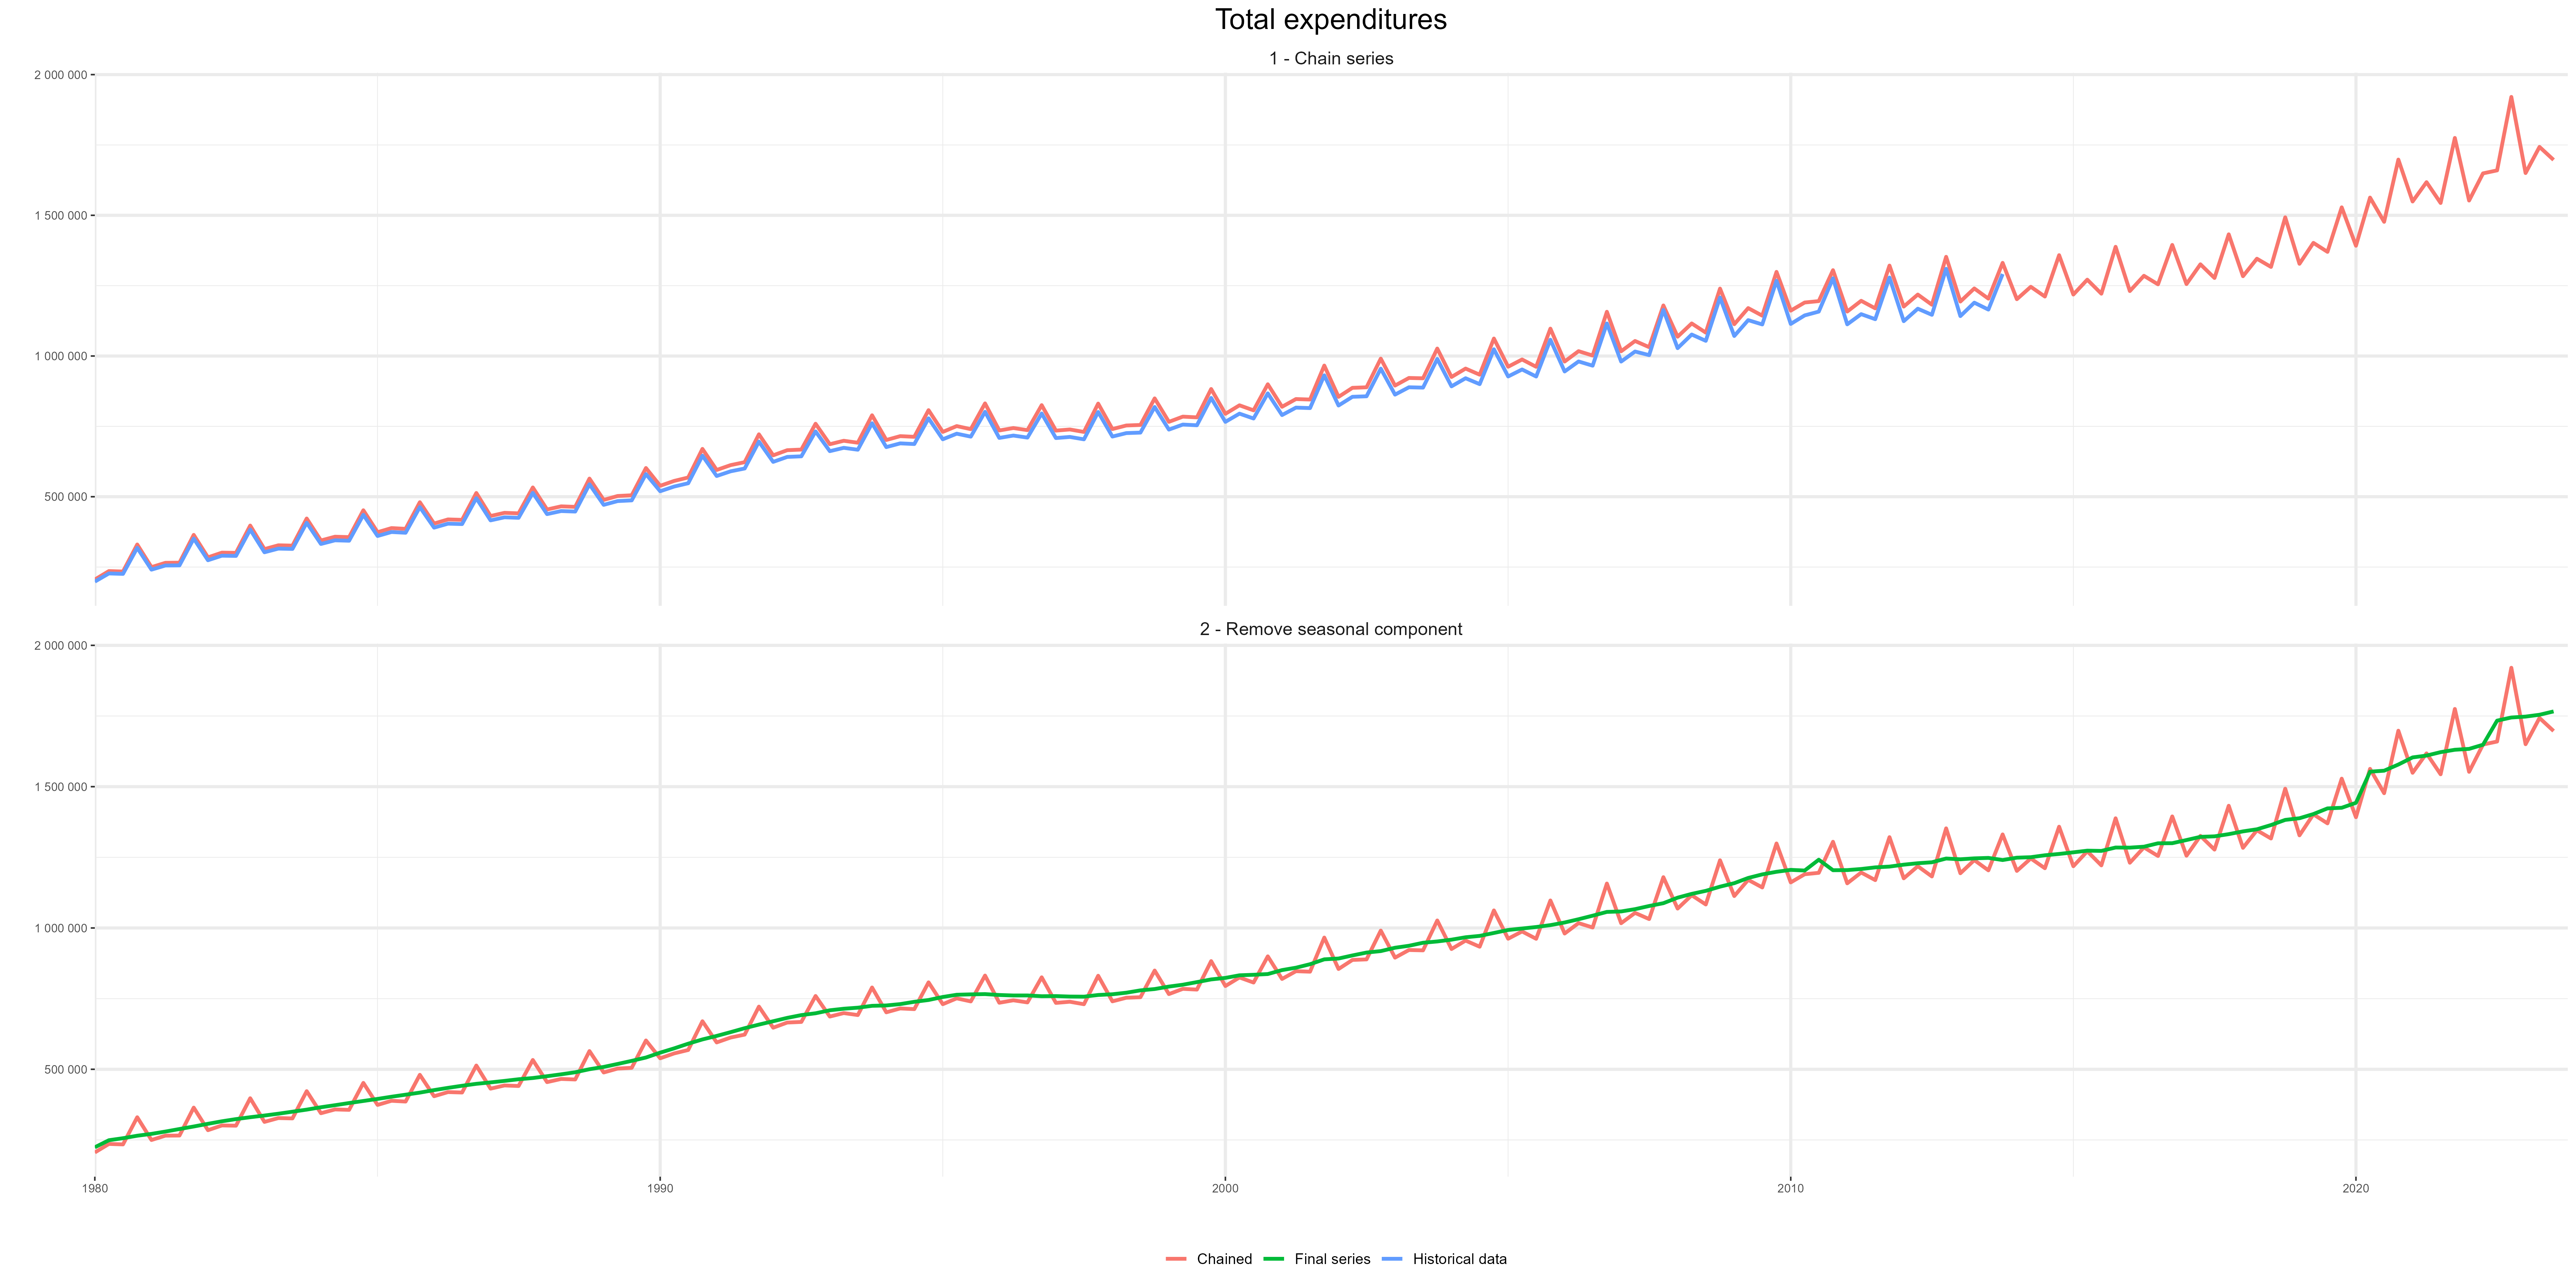 Total expenditures
1 - Chain series
2 000 000
1 500 000
1 000 000
500 000
2 - Remove seasonal component
2 000 000
1 500 000
1 000 000
500 000
1980 1990 2000 2010 2020
Chained Final series Historical data